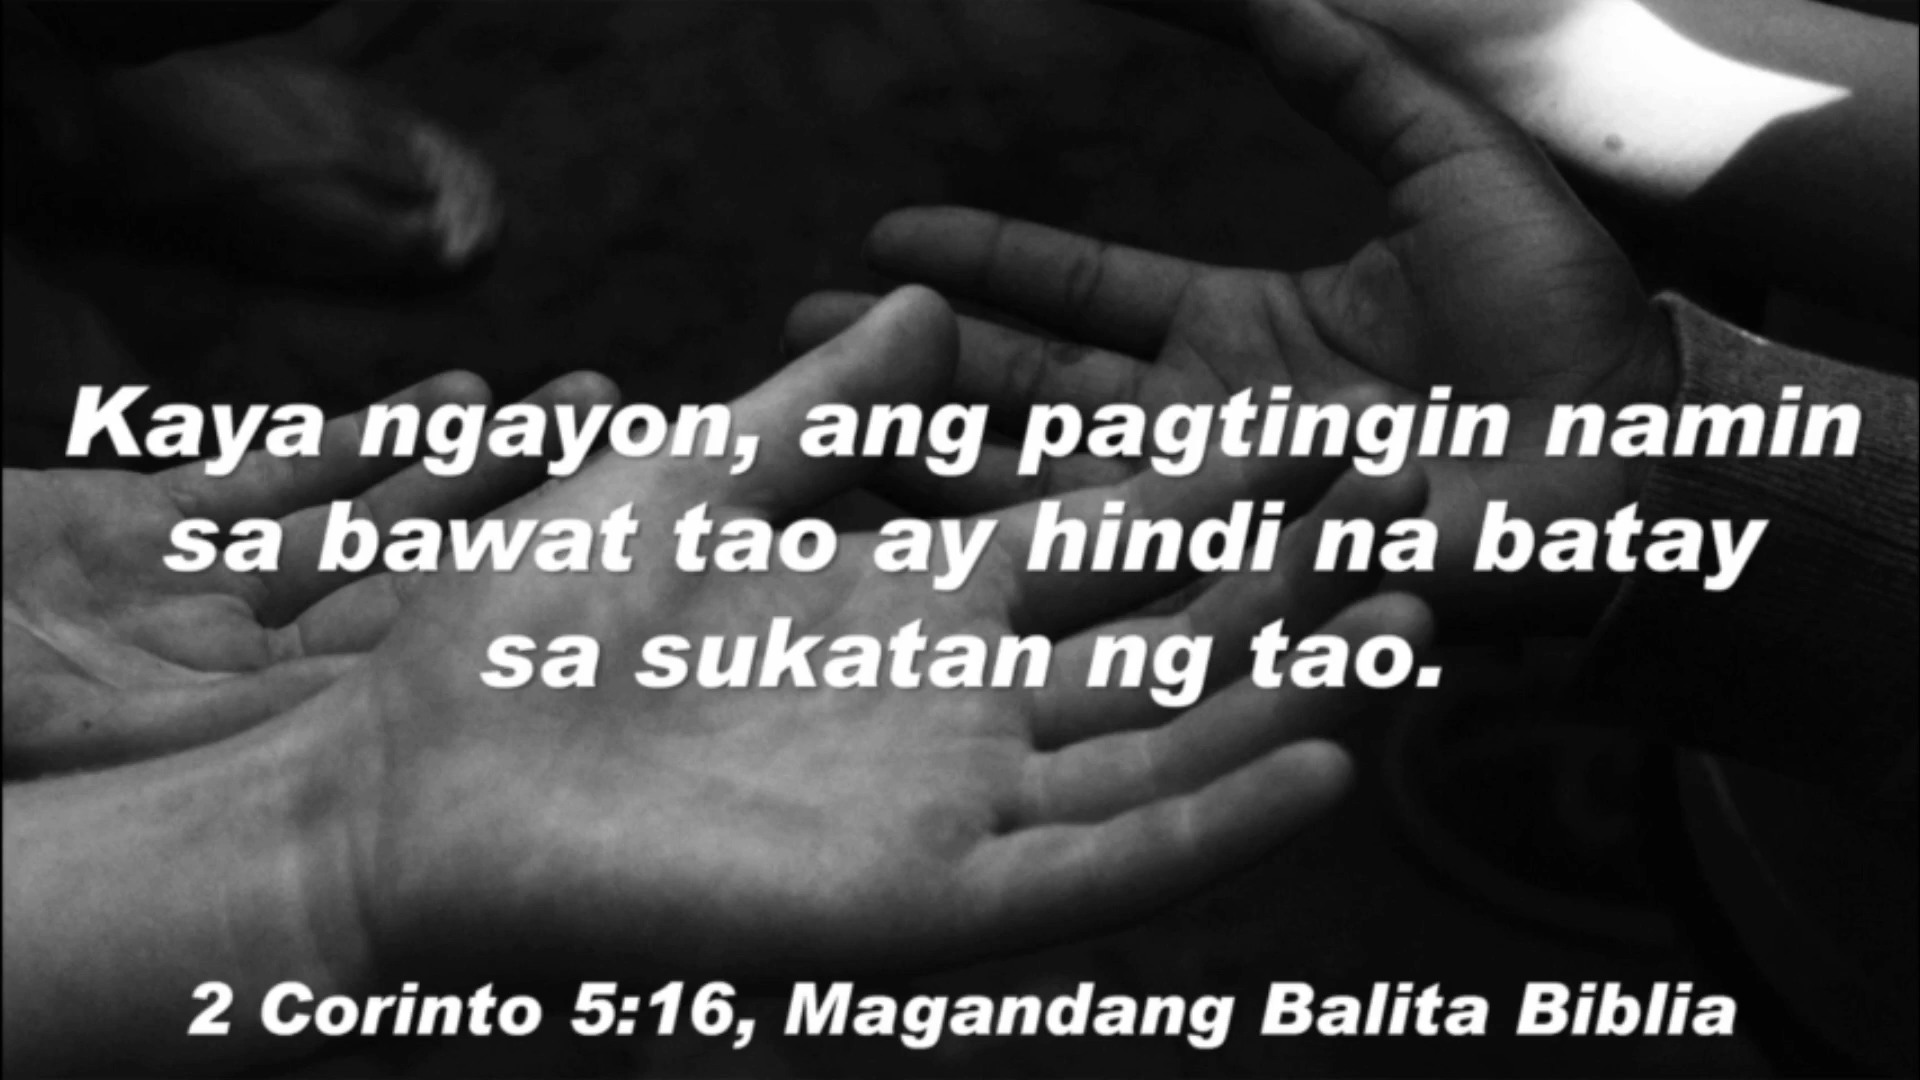 Kaya ngayon, ang pagtingin namin
sa bawat tao ay hindi na batay
sa sukatan ng tao.
2 Corinto 5:16, Magandang Balita Biblia